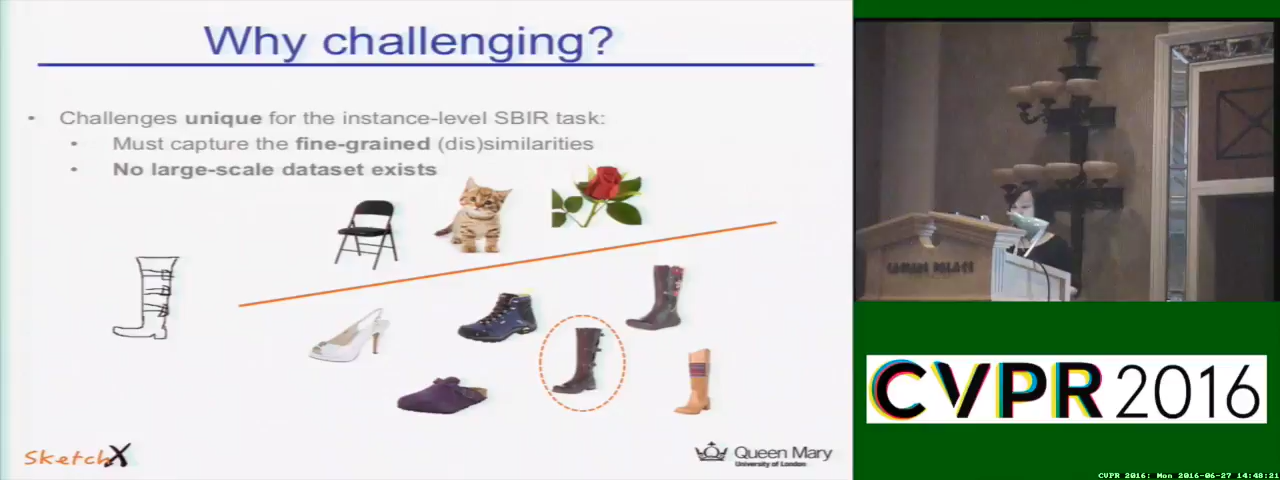 Why challenging?
• Challenges unique for the instance-level SBIR task:
• Must capture the fine-grained (dis)similarities
• No large-scale dataset exists
SketchX
Queen Mary
University of London
CAESARS PALACE
CVPR 2016
CVPR 2016: Mon 2016-06-27 14:48:21